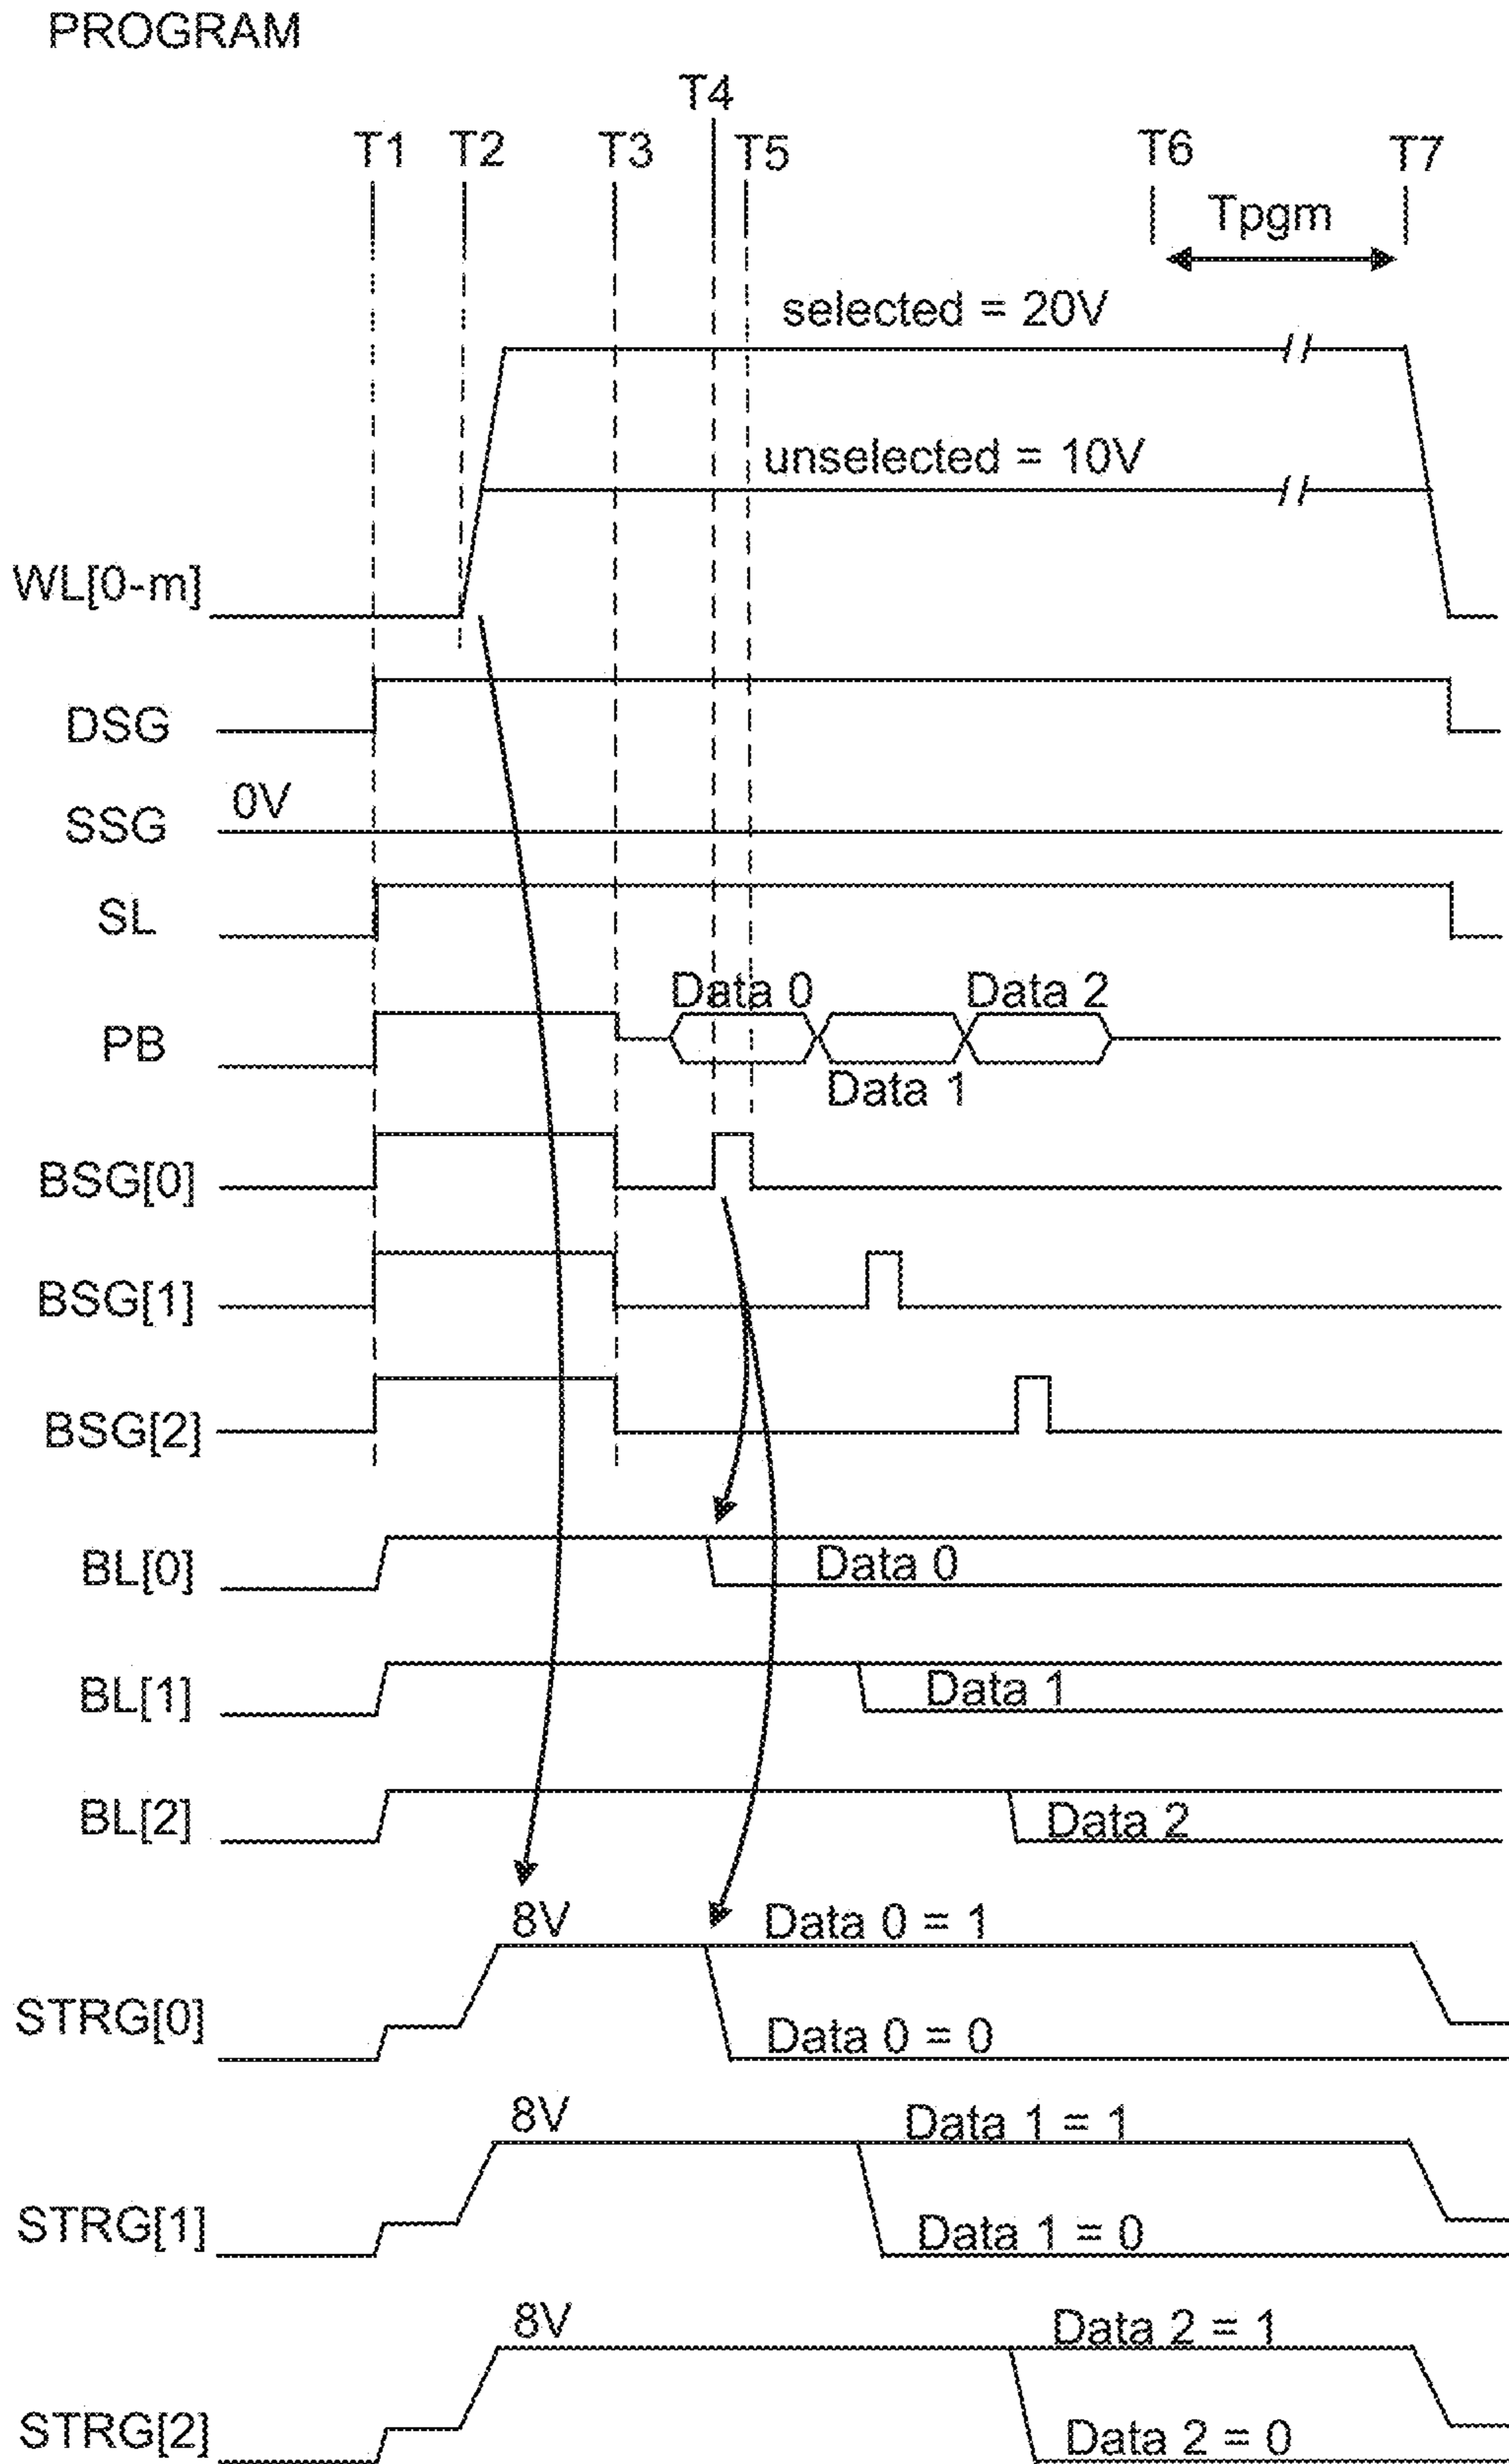 PROGRAM
T4
T1 T2 T3 T5 T6 T7
Tpgm
selected = 20V
unselected = 10V
WL[0-m]
DSG
0V
SSG
SL
Data 0 Data 2
PB
Data 1
BSG[0]
BSG[1]
BSG[2]
BL[0] Data 0
BL[1] Data 1
BL[2] Data 2
8V Data 0 = 1
STRG[0]
Data 0 = 0
8V Data 1 = 1
STRG[1]
Data 1 = 0
8V Data 2 = 1
STRG[2]
Data 2 = 0